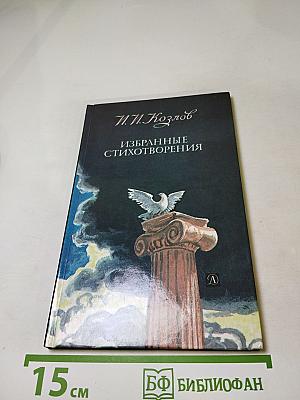 И.И. Козлов
ИЗБРАННЫЕ
СТИХОТВОРЕНИЯ
15 см
БФ БИБЛИОФАН